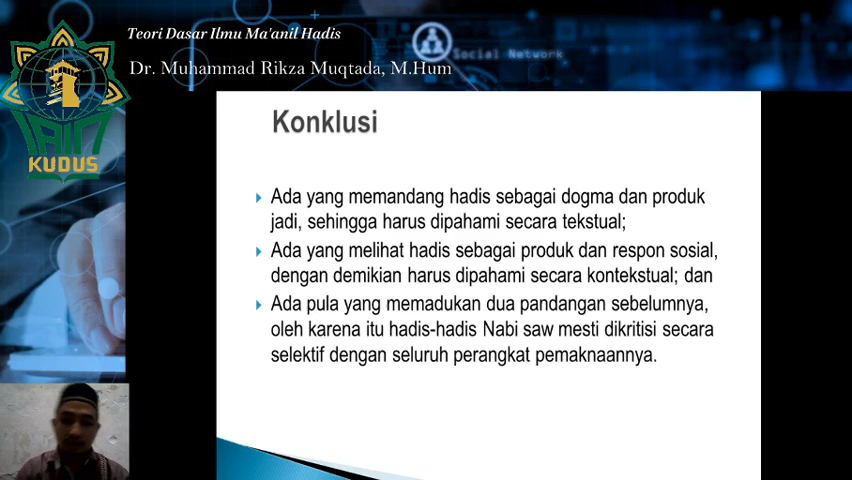 Teori Dasar Ilmu Ma'anil Hadis
Social Network
Dr. Muhammad Rikza Muqtada, M.Hum
IAIN
KUDUS
Konklusi
Ada yang memandang hadis sebagai dogma dan produk
jadi, sehingga harus dipahami secara tekstual;
Ada yang melihat hadis sebagai produk dan respon sosial,
dengan demikian harus dipahami secara kontekstual; dan
Ada pula yang memadukan dua pandangan sebelumnya,
oleh karena itu hadis-hadis Nabi saw mesti dikritisi secara
selektif dengan seluruh perangkat pemaknaannya.